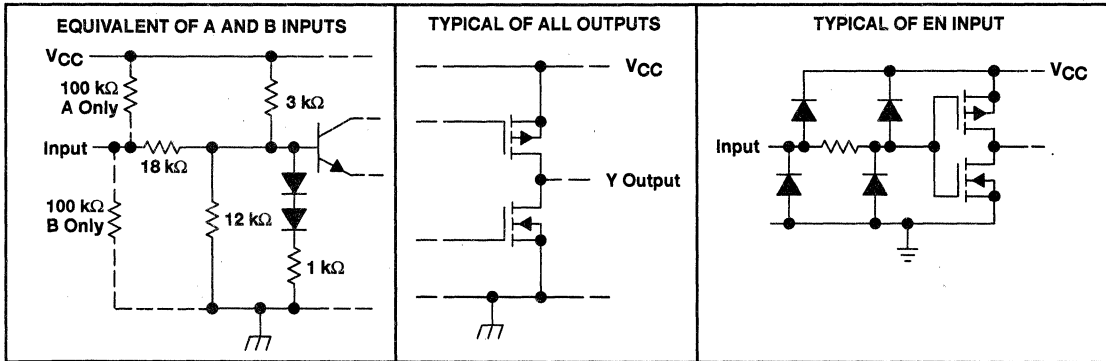 EQUIVALENT OF A AND B INPUTS
VCC
100 kΩ
A Only
3 kΩ
Input
18 kΩ
100 kΩ
B Only
12 kΩ
1 kΩ
TYPICAL OF ALL OUTPUTS
VCC
Y Output
TYPICAL OF EN INPUT
VCC
Input